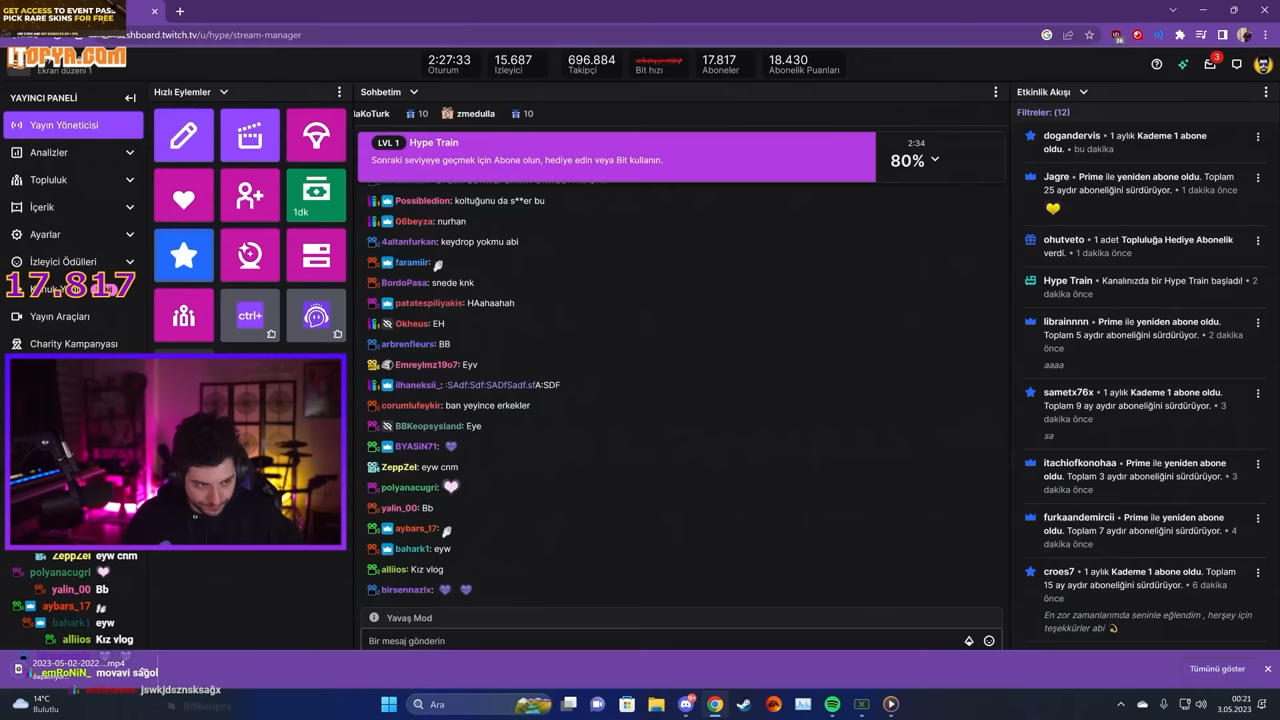 GET ACCESS TO EVENT PASS
PICK RARE SKINS FOR FREE
shboard.twitch.tv/u/hype/stream-manager
İTOPYA.COM
Ekran düzeni 1
2:27:33
Oturum
15.687
İzleyici
696.884
Takipçi
Bit hızı
17.817
Aboneler
18.430
Abonelik Puanları
3
YAYINCI PANELİ
Yayın Yöneticisi
Analizler
Topluluk
İçerik
Ayarlar
İzleyici Ödülleri
17.817
Yayın Araçları
Charity Kampanyası
Hızlı Eylemler
1dk
ctrl+
Sohbetim
laKoTurk 10 zmedulla 10
LVL 1 Hype Train
Sonraki seviyeye geçmek için Abone olun, hediye edin veya Bit kullanın.
2:34
80%
Possibledion: koltuğunu da s**er bu
06beyza: nurhan
4altanfurkan: keydrop yokmu abi
faramiir:
BordoPasa: snede knk
patatespiliyakis: HAahaahah
Okheus: EH
arbrenfleurs: BB
Emreylmz19o7: Eyv
ilhaneksii_: :SAdf:Sdf:SADfSadf.sfA:SDF
corumlufeykir: ban yeyince erkekler
BBKeopsysland: Eye
BYASiN71:
ZeppZel: eyw cnm
polyanacugri:
yalin_00: Bb
aybars_17:
bahark1: eyw
alliios: Kız vlog
birsennazlx:
Yavaş Mod
Bir mesaj gönderin
Etkinlik Akışı
Filtreler: (12)
dogandervis • 1 aylık Kademe 1 abone
oldu. • bu dakika
Jagre • Prime ile yeniden abone oldu. Toplam
25 aydır aboneliğini sürdürüyor. • 1 dakika önce
ohutveto • 1 adet Topluluğa Hediye Abonelik
verdi. • 1 dakika önce
Hype Train • Kanalınızda bir Hype Train başladı! • 2
dakika önce
librainnnn • Prime ile yeniden abone oldu.
Toplam 5 aydır aboneliğini sürdürüyor. • 2 dakika
önce
aaaa
sametx76x • 1 aylık Kademe 1 abone oldu.
Toplam 9 ay aydır aboneliğini sürdürüyor. • 3
dakika önce
sa
itachiofkonohaa • Prime ile yeniden abone
oldu. Toplam 3 aydır aboneliğini sürdürüyor. • 3
dakika önce
furkaandemircii • Prime ile yeniden abone
oldu. Toplam 7 aydır aboneliğini sürdürüyor. • 4
dakika önce
croes7 • 1 aylık Kademe 1 abone oldu. Toplam
15 ay aydır aboneliğini sürdürüyor. • 6 dakika
önce
En zor zamanlarımda seninle eğlendim , herşey için
teşekkürler abi
ZeppZel eyw cnm
polyanacugri
yalin_00 Bb
aybars_17
bahark1 eyw
alliios Kız vlog
2023-05-02-2022....mp4
emRoNiN_ movavi sağol
jswkjdsznsksağx
Tümünü göster
14°C
Bulutlu
Ara
00:21
3.05.2023